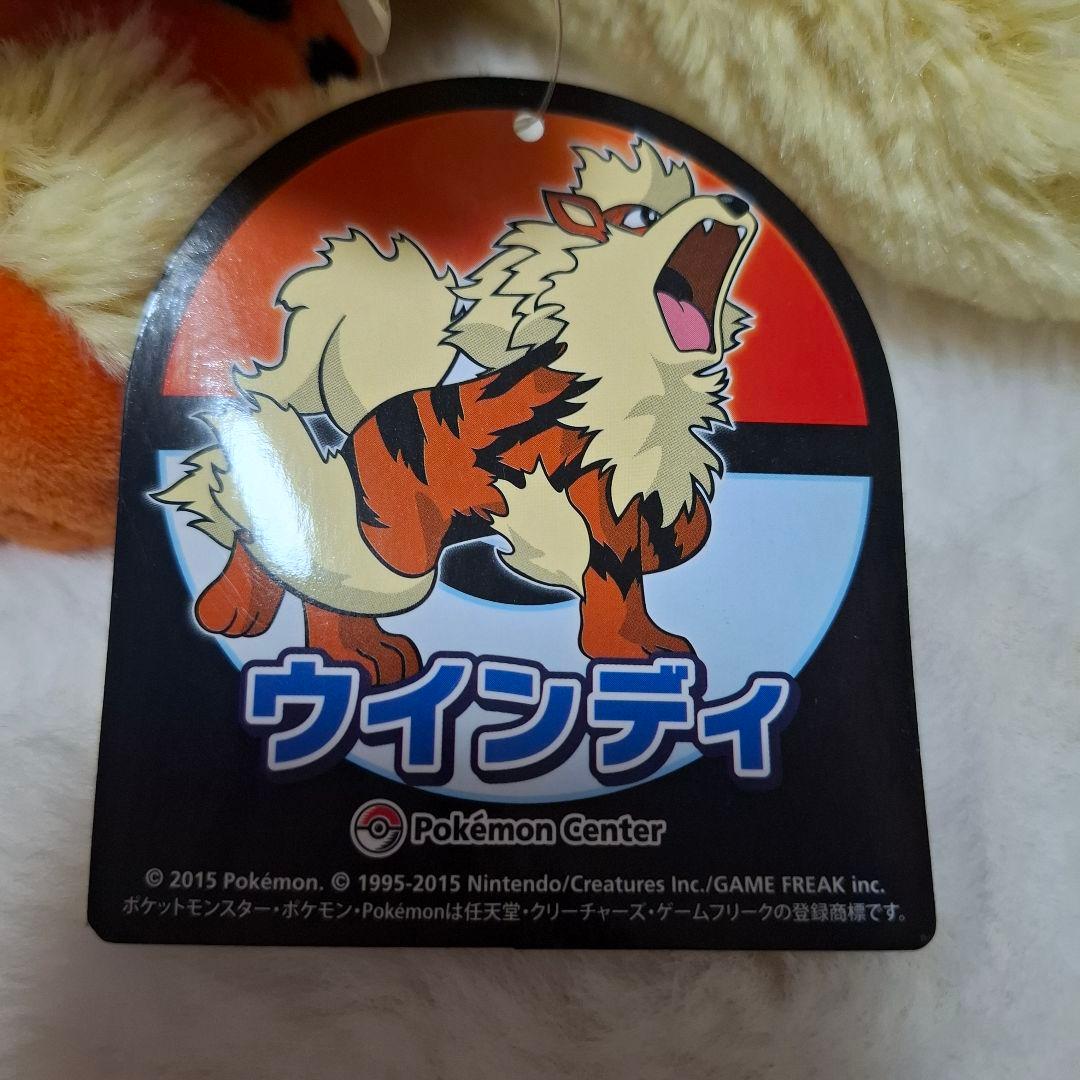 ウインディ
Pokémon Center
© 2015 Pokémon. © 1995-2015 Nintendo/Creatures Inc./GAME FREAK inc.
ポケットモンスター・ポケモン・Pokémonは任天堂・クリーチャーズ・ゲームフリークの登録商標です。